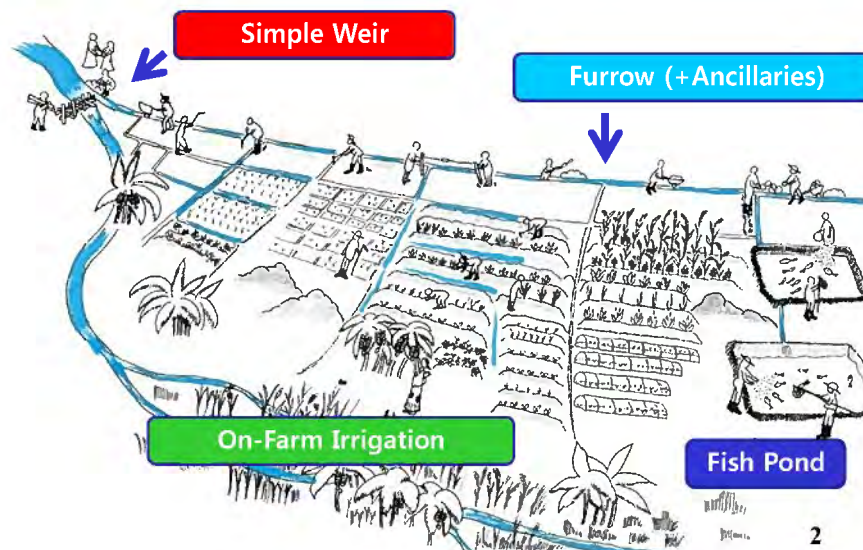 Simple Weir
Furrow (+Ancillaries)
On-Farm Irrigation
Fish Pond
2